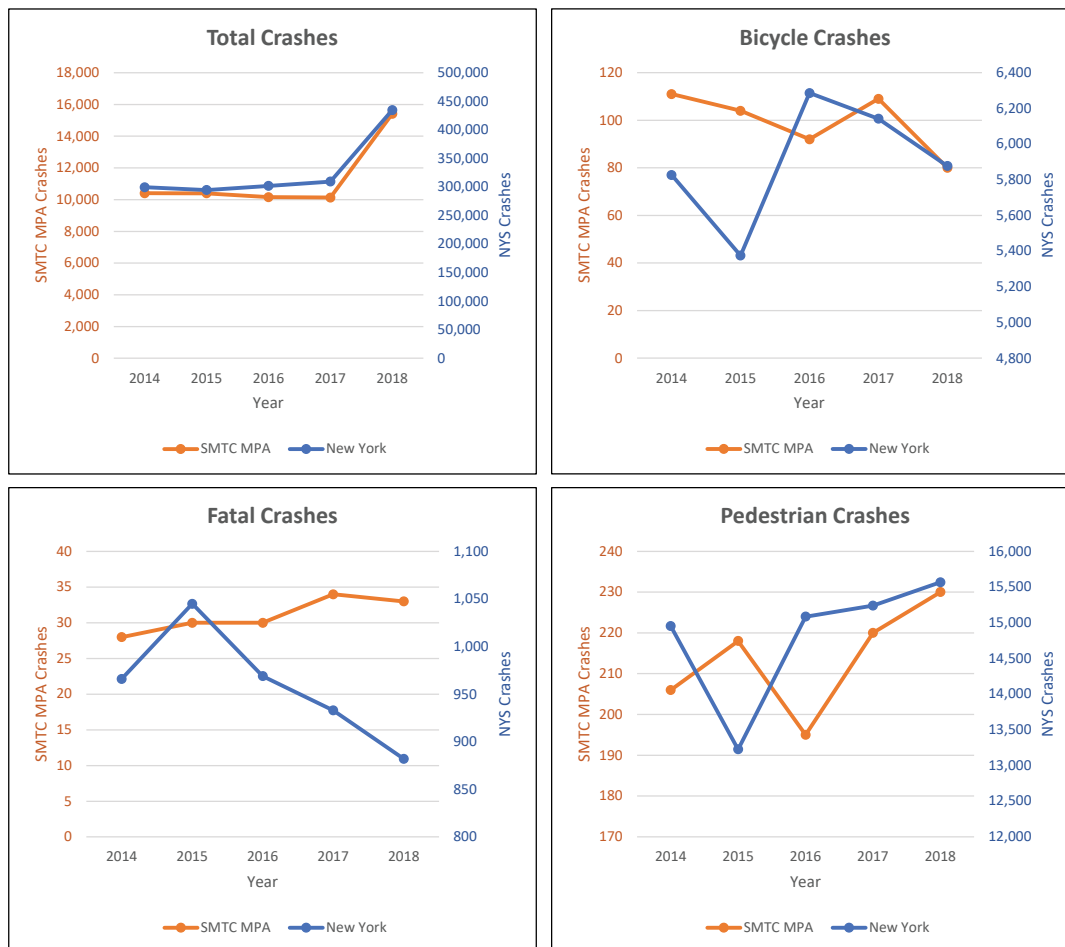 Total Crashes
SMTC MPA Crashes
18,000
16,000
14,000
12,000
10,000
8,000
6,000
4,000
2,000
0
500,000
450,000
400,000
350,000
300,000
250,000
200,000
150,000
100,000
50,000
0
NYS Crashes
2014 2015 2016 2017 2018
Year
SMTC MPA New York
Bicycle Crashes
SMTC MPA Crashes
120
100
80
60
40
20
0
6,400
6,200
6,000
5,800
5,600
5,400
5,200
5,000
4,800
NYS Crashes
2014 2015 2016 2017 2018
Year
SMTC MPA New York
Fatal Crashes
SMTC MPA Crashes
40
35
30
25
20
15
10
5
0
1,100
1,050
1,000
950
900
850
800
NYS Crashes
2014 2015 2016 2017 2018
Year
SMTC MPA New York
Pedestrian Crashes
SMTC MPA Crashes
240
230
220
210
200
190
180
170
16,000
15,500
15,000
14,500
14,000
13,500
13,000
12,500
12,000
NYS Crashes
2014 2015 2016 2017 2018
Year
SMTC MPA New York